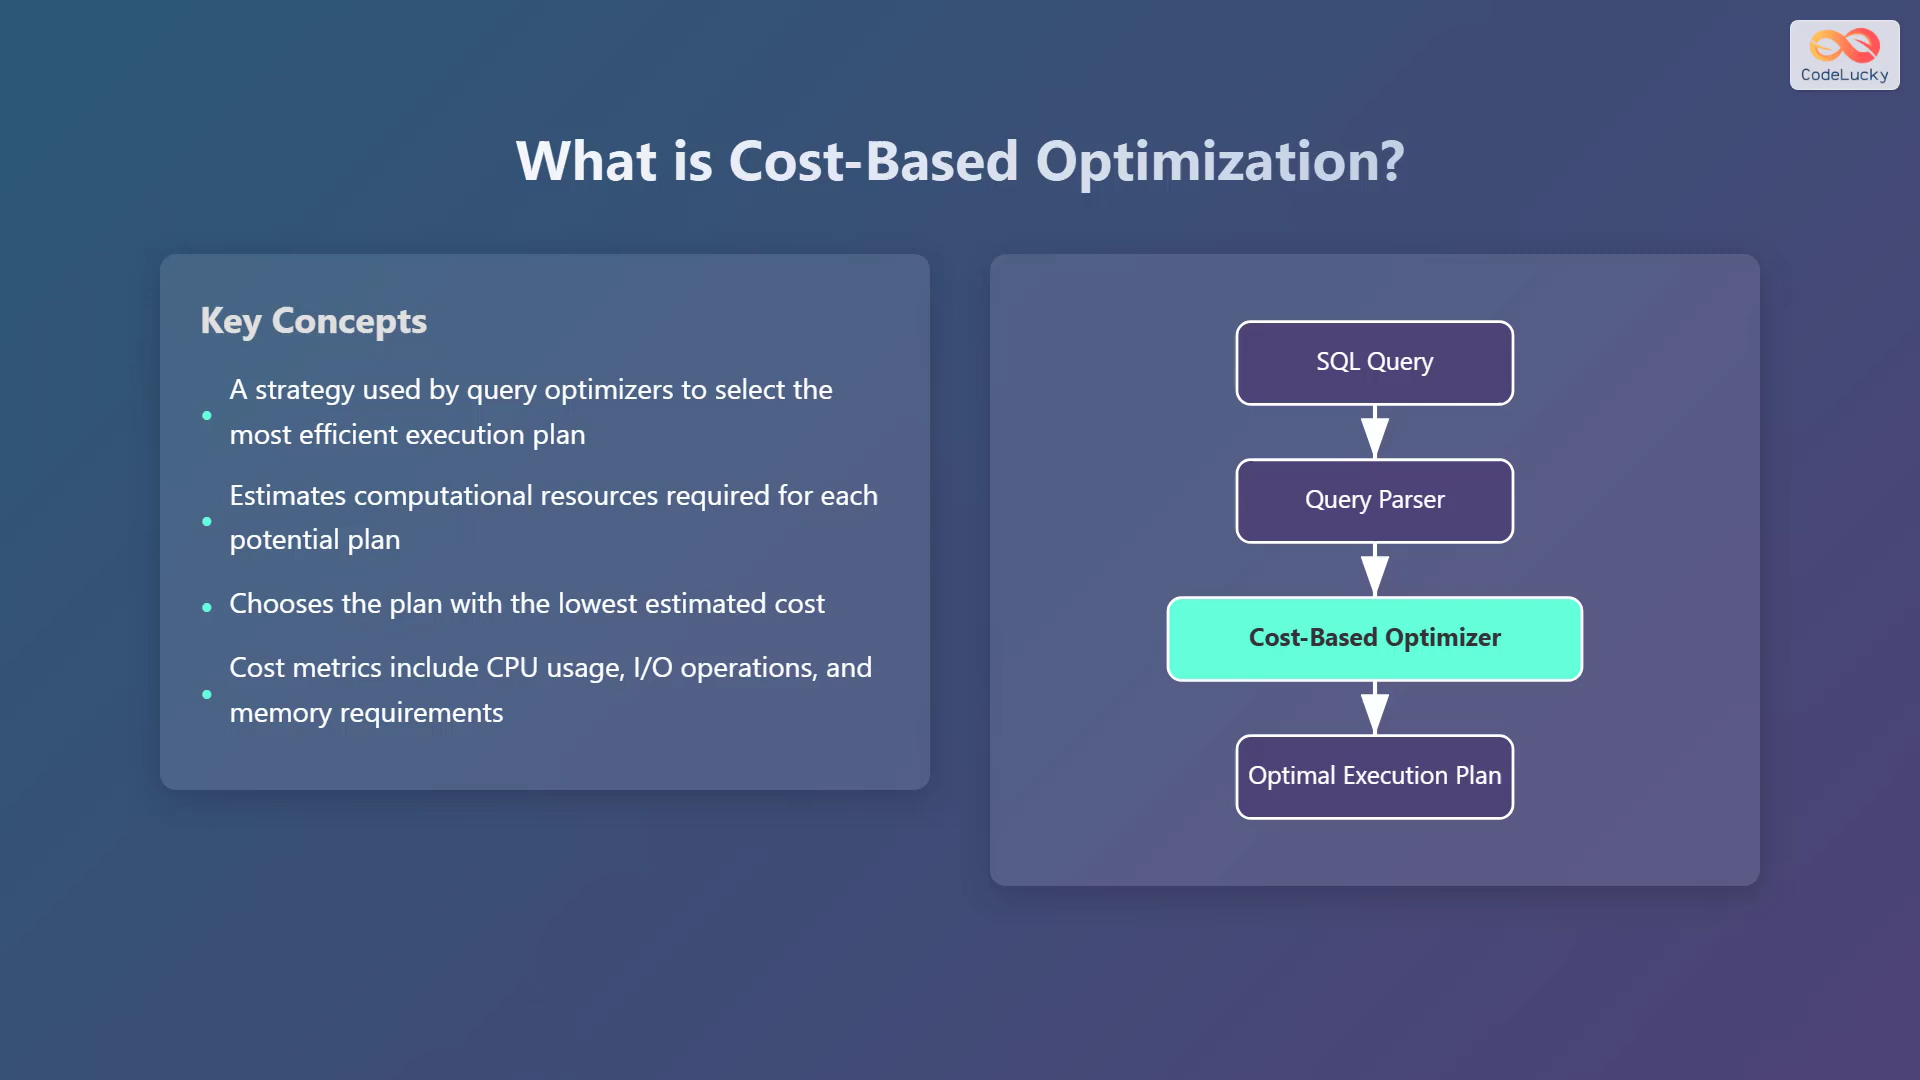 CodeLucky
What is Cost-Based Optimization?
Key Concepts
A strategy used by query optimizers to select the
most efficient execution plan
Estimates computational resources required for each
potential plan
Chooses the plan with the lowest estimated cost
Cost metrics include CPU usage, I/O operations, and
memory requirements
SQL Query
Query Parser
Cost-Based Optimizer
Optimal Execution Plan